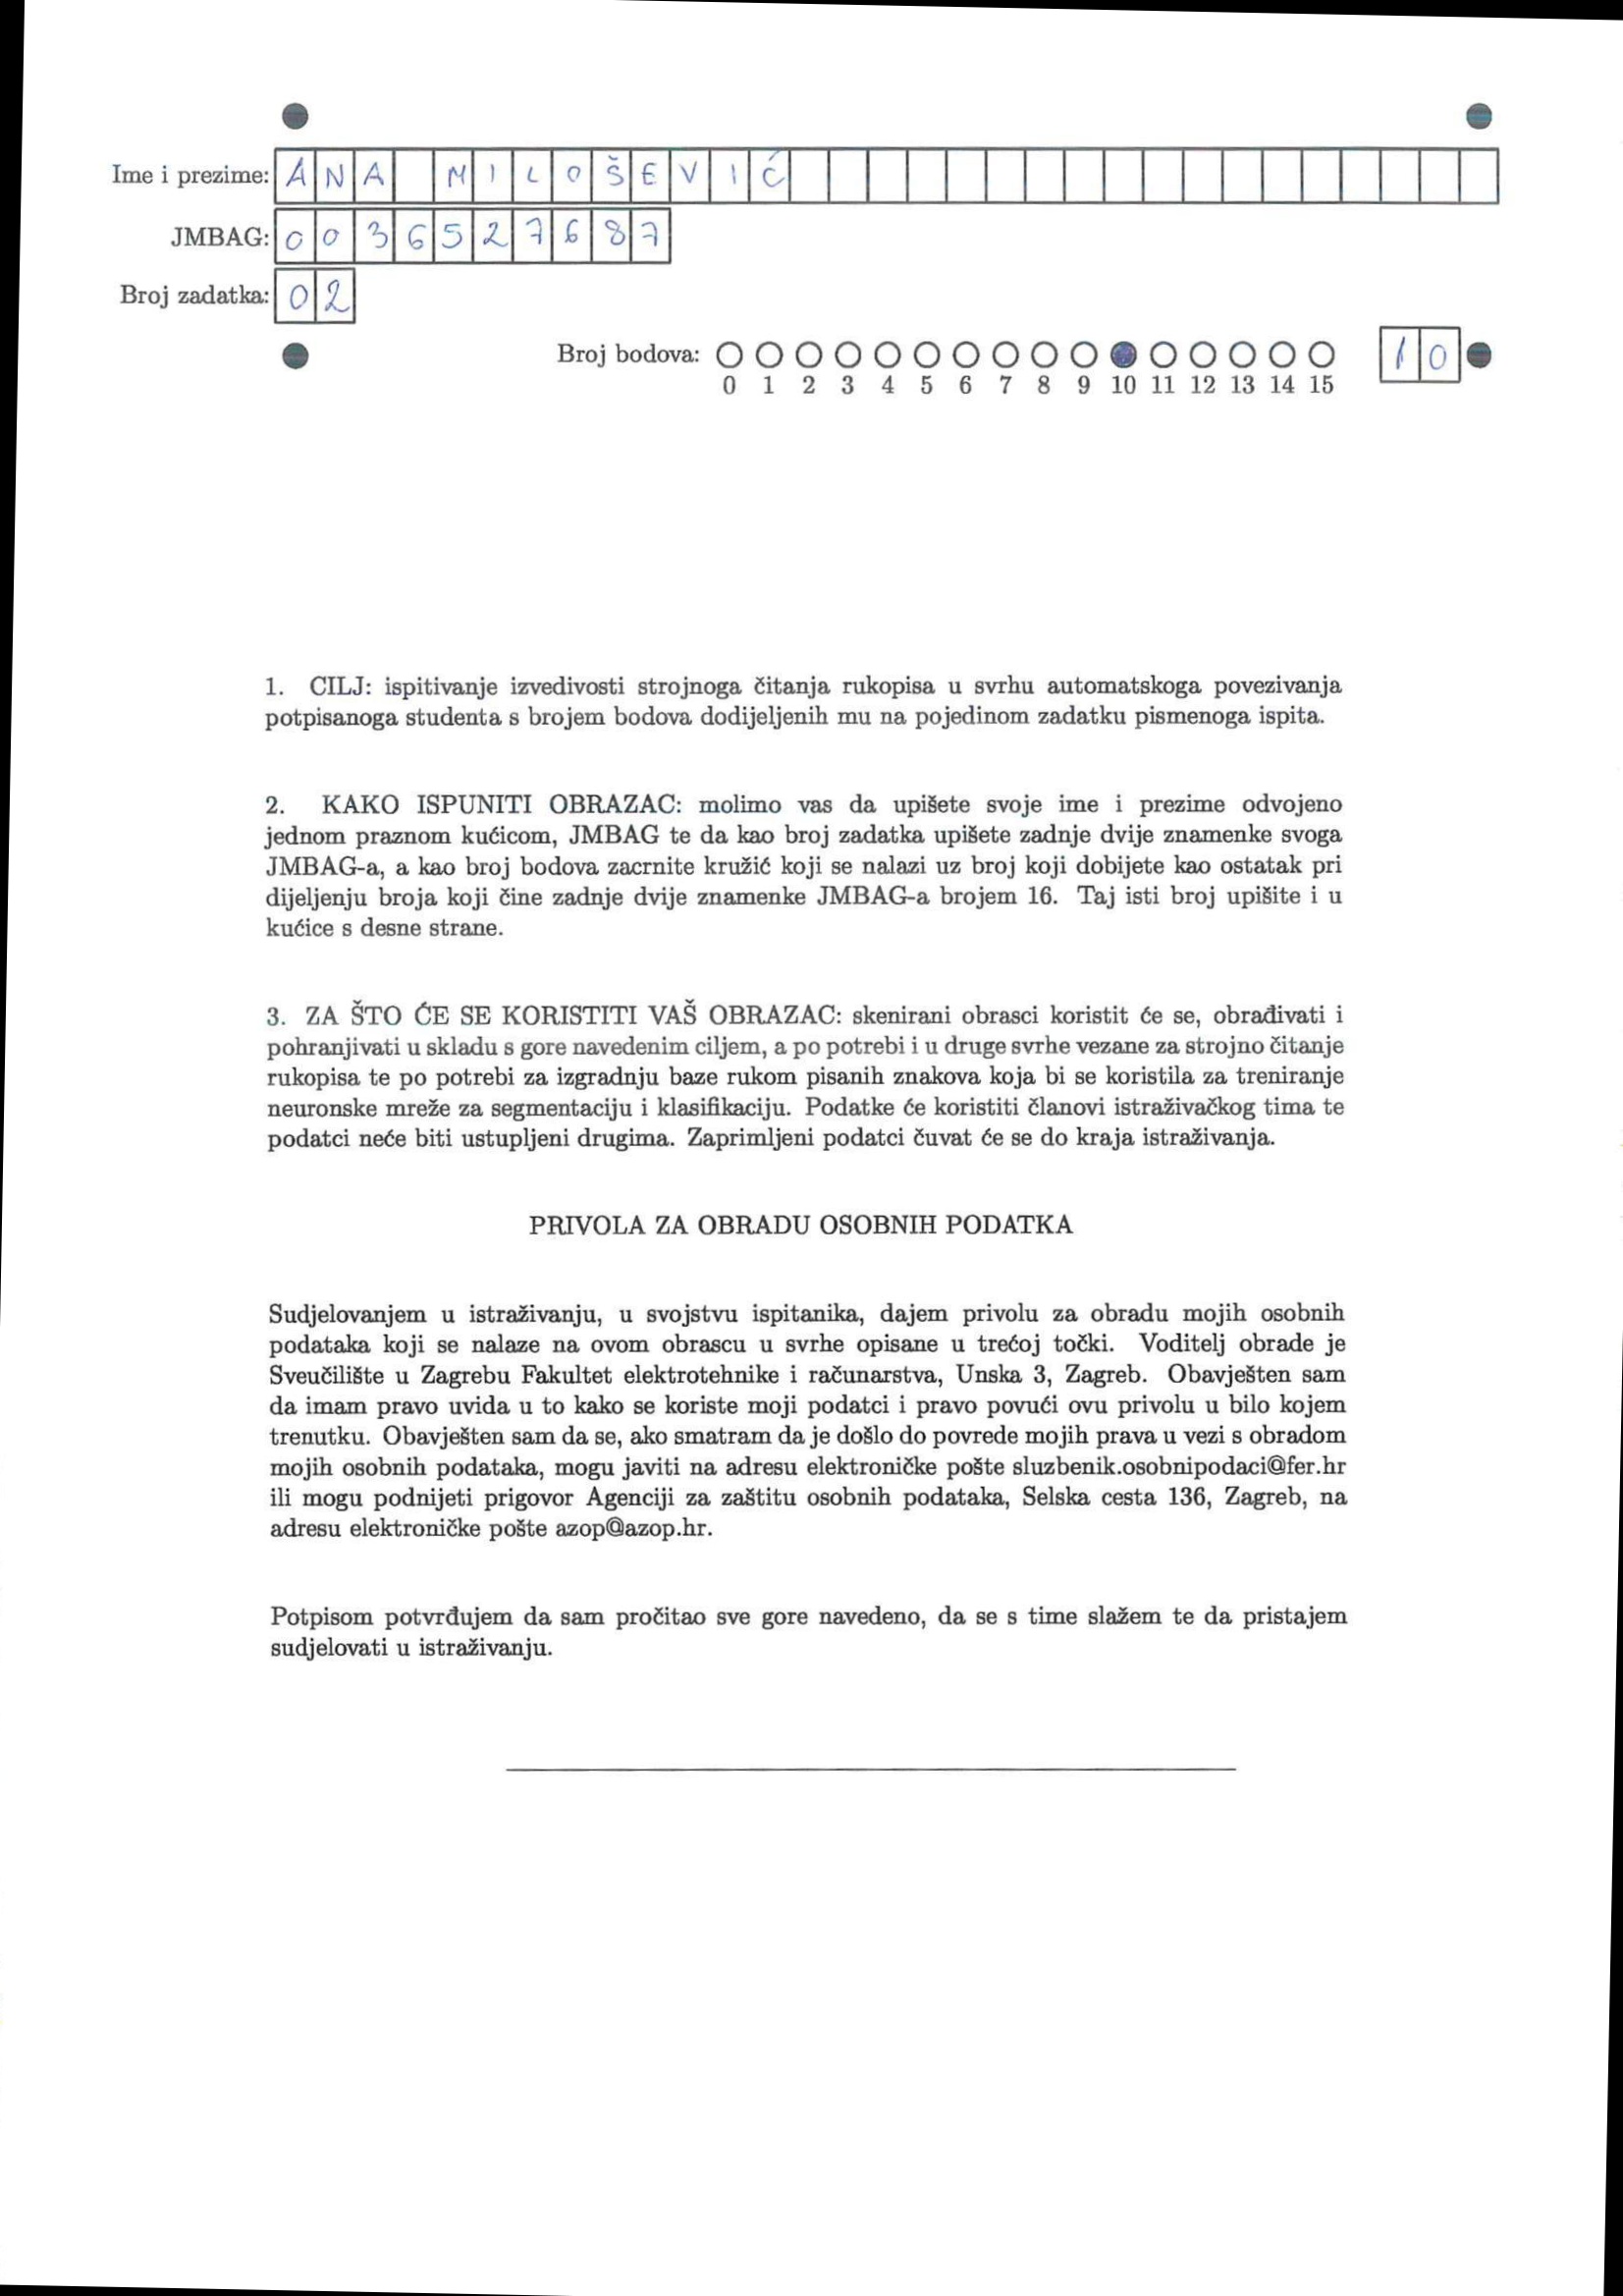 Ime i prezime: ANA MILOŠEVIĆ
JMBAG: 0036527687
Broj zadatka: 02
Broj bodova: 10
0 1 2 3 4 5 6 7 8 9 10 11 12 13 14 15
1. CILJ: ispitivanje izvedivosti strojnoga čitanja rukopisa u svrhu automatskoga povezivanja
potpisanoga studenta s brojem bodova dodijeljenih mu na pojedinom zadatku pismenoga ispita.
2. KAKO ISPUNITI OBRAZAC: molimo vas da upišete svoje ime i prezime odvojeno
jednom praznom kućicom, JMBAG te da kao broj zadatka upišete zadnje dvije znamenke svoga
JMBAG-a, a kao broj bodova zacrnite kružić koji se nalazi uz broj koji dobijete kao ostatak pri
dijeljenju broja koji čine zadnje dvije znamenke JMBAG-a brojem 16. Taj isti broj upišite i u
kućice s desne strane.
3. ZA ŠTO ĆE SE KORISTITI VAŠ OBRAZAC: skenirani obrasci koristit će se, obrađivati i
pohranjivati u skladu s gore navedenim ciljem, a po potrebi i u druge svrhe vezane za strojno čitanje
rukopisa te po potrebi za izgradnju baze rukom pisanih znakova koja bi se koristila za treniranje
neuronske mreže za segmentaciju i klasifikaciju. Podatke će koristiti članovi istraživačkog tima te
podatci neće biti ustupljeni drugima. Zaprimljeni podatci čuvat će se do kraja istraživanja.
PRIVOLA ZA OBRADU OSOBNIH PODATKA
Sudjelovanjem u istraživanju, u svojstvu ispitanika, dajem privolu za obradu mojih osobnih
podataka koji se nalaze na ovom obrascu u svrhe opisane u trećoj točki. Voditelj obrade je
Sveučilište u Zagrebu Fakultet elektrotehnike i računarstva, Unska 3, Zagreb. Obavješten sam
da imam pravo uvida u to kako se koriste moji podatci i pravo povući ovu privolu u bilo kojem
trenutku. Obavješten sam da se, ako smatram da je došlo do povrede mojih prava u vezi s obradom
mojih osobnih podataka, mogu javiti na adresu elektroničke pošte sluzbenik.osobnipodaci@fer.hr
ili mogu podnijeti prigovor Agenciji za zaštitu osobnih podataka, Selska cesta 136, Zagreb, na
adresu elektroničke pošte azop@azop.hr.
Potpisom potvrđujem da sam pročitao sve gore navedeno, da se s time slažem te da pristajem
sudjelovati u istraživanju.